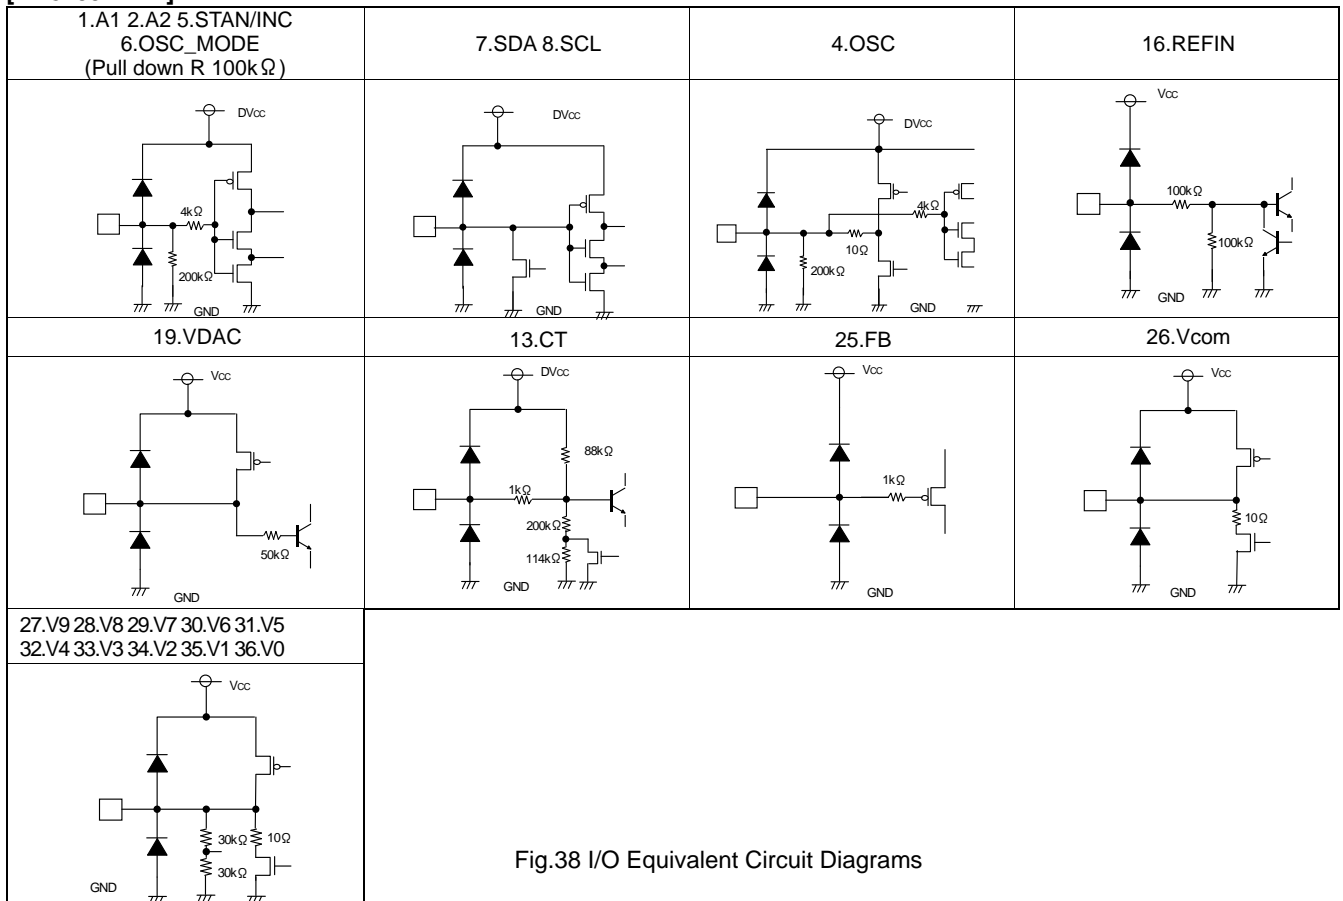 1.A1 2.A2 5.STAN/INC
6.OSC_MODE
(Pull down R 100kΩ)
7.SDA 8.SCL
4.OSC
16.REFIN
DVcc
4kΩ
200kΩ
GND
DVcc
GND
DVcc
4kΩ
10Ω
200kΩ
GND
Vcc
100kΩ
100kΩ
GND
19.VDAC
13.CT
25.FB
26.Vcom
Vcc
50kΩ
GND
DVcc
88kΩ
1kΩ
200kΩ
114kΩ
GND
Vcc
1kΩ
GND
Vcc
10Ω
GND
27.V9 28.V8 29.V7 30.V6 31.V5
32.V4 33.V3 34.V2 35.V1 36.V0
Vcc
30kΩ 10Ω
30kΩ
GND
Fig.38 I/O Equivalent Circuit Diagrams